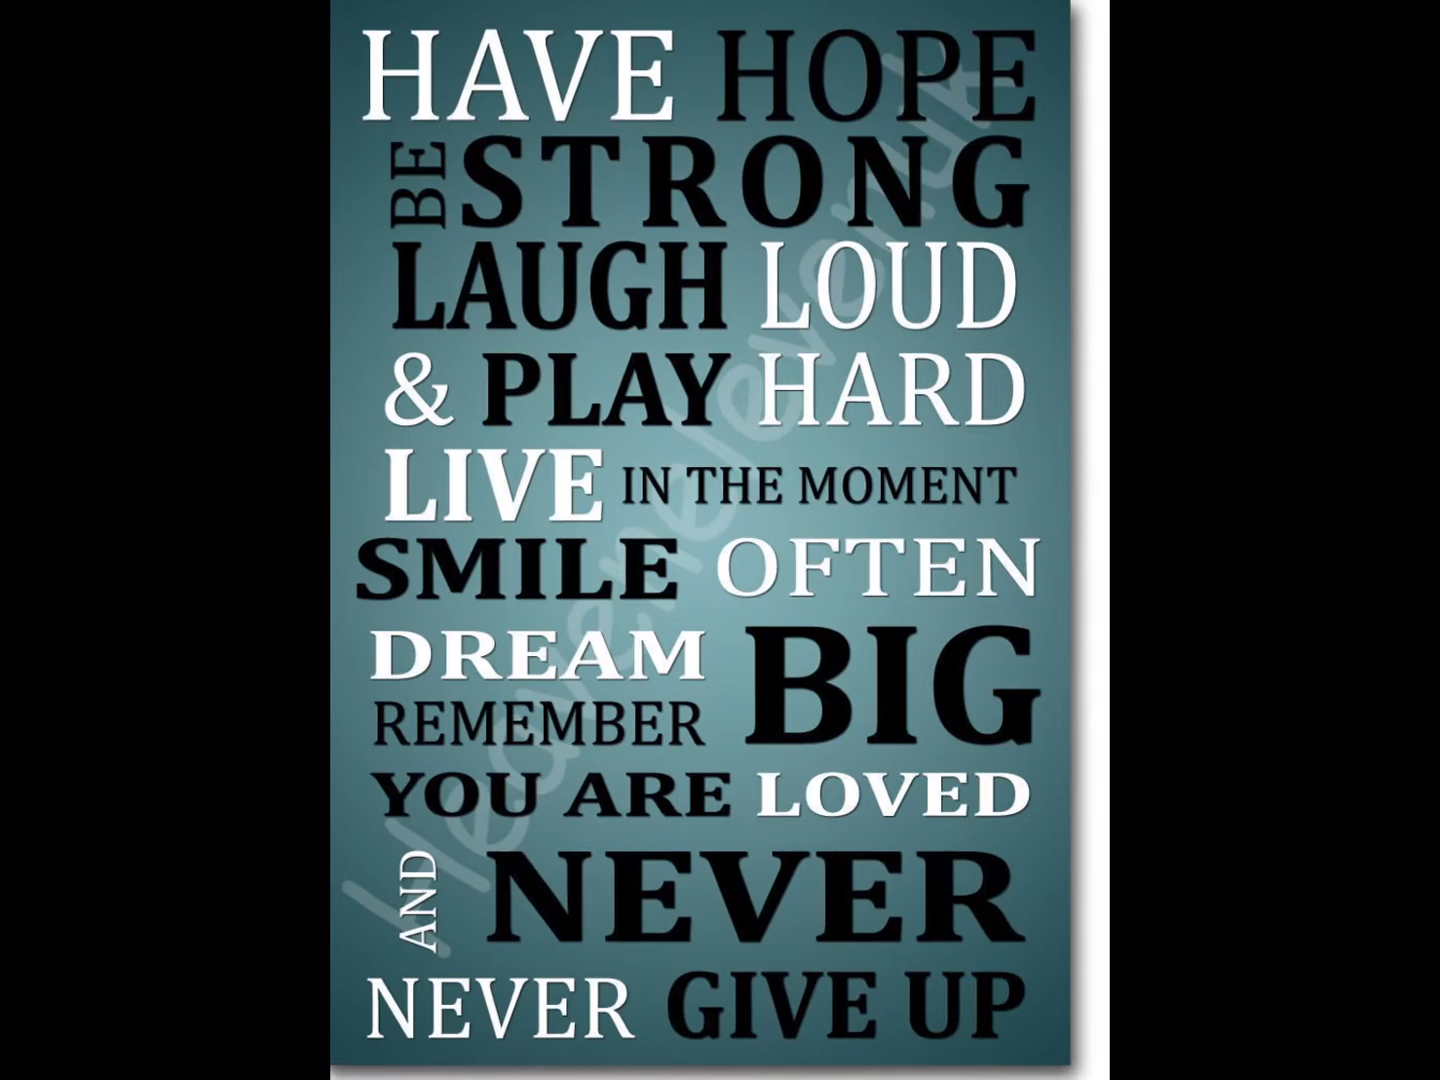 HAVE HOPE
BE STRONG
LAUGH LOUD
& PLAY HARD
LIVE IN THE MOMENT
SMILE OFTEN
DREAM BIG
REMEMBER
YOU ARE LOVED
AND NEVER
NEVER GIVE UP
Heavenelevenuk